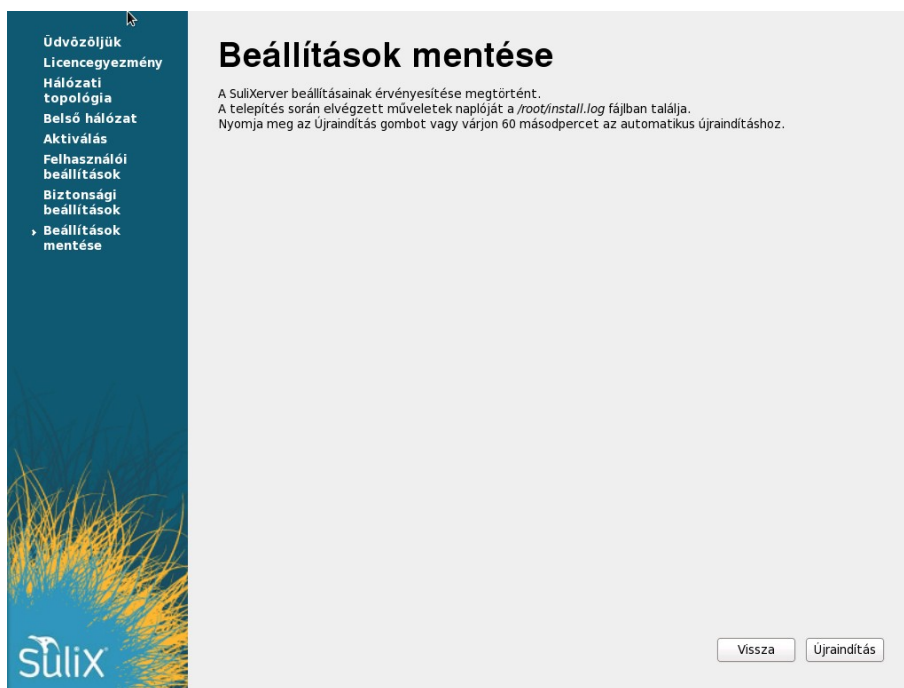 Üdvözöljük
Licencegyezmény
Hálózati
topológia
Belső hálózat
Aktiválás
Felhasználói
beállítások
Biztonsági
beállítások
Beállítások
mentése
Beállítások mentése
A SuliXerver beállításainak érvényesítése megtörtént.
A telepítés során elvégzett műveletek naplóját a /root/install.log fájlban találja.
Nyomja meg az Újraindítás gombot vagy várjon 60 másodpercet az automatikus újraindításhoz.
SuliX
Vissza
Újraindítás